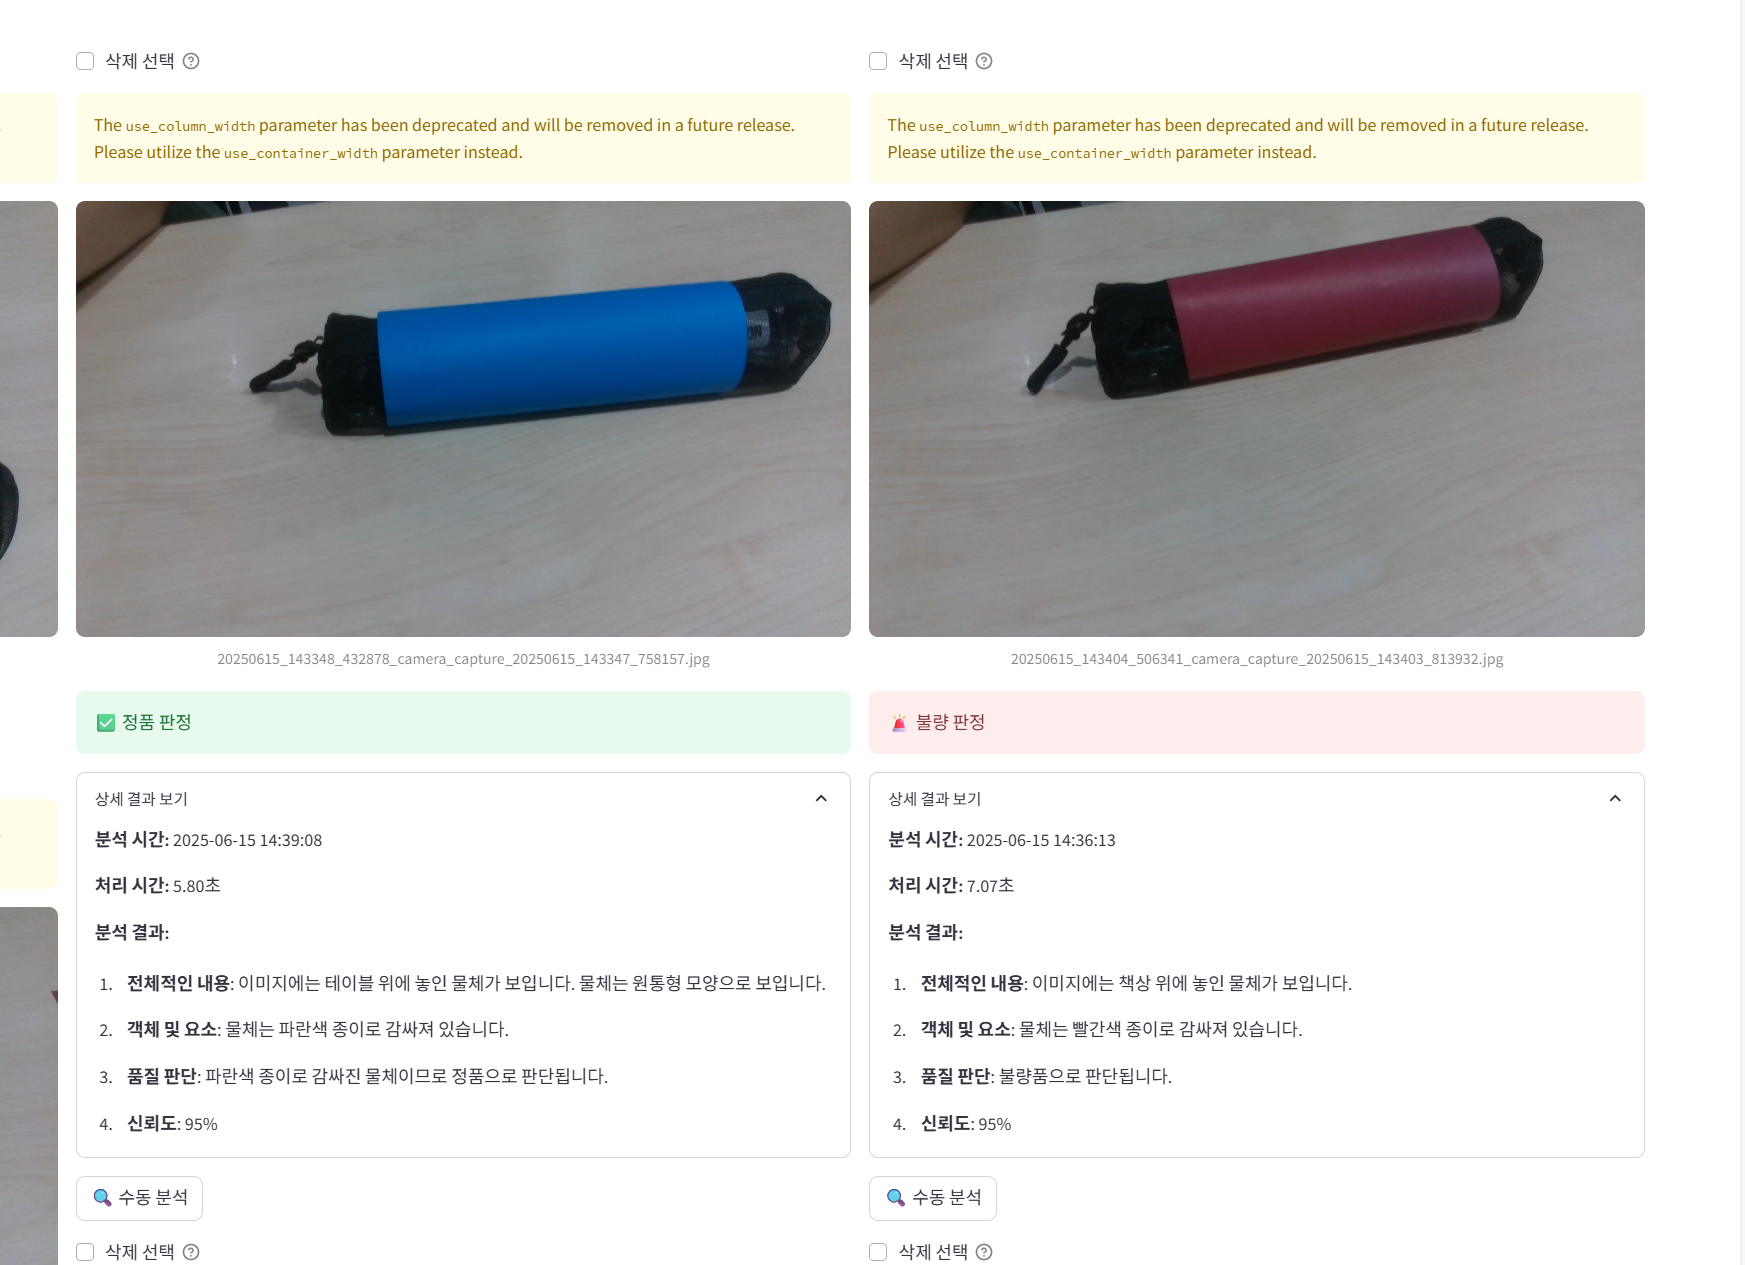 삭제 선택
The use_column_width parameter has been deprecated and will be removed in a future release.
Please utilize the use_container_width parameter instead.
20250615_143348_432878_camera_capture_20250615_143347_758157.jpg
✅ 정품 판정
상세 결과 보기
분석 시간: 2025-06-15 14:39:08
처리 시간: 5.80초
분석 결과:
1. 전체적인 내용: 이미지에는 테이블 위에 놓인 물체가 보입니다. 물체는 원통형 모양으로 보입니다.
2. 객체 및 요소: 물체는 파란색 종이로 감싸져 있습니다.
3. 품질 판단: 파란색 종이로 감싸진 물체이므로 정품으로 판단됩니다.
4. 신뢰도: 95%
🔍 수동 분석
삭제 선택
삭제 선택
The use_column_width parameter has been deprecated and will be removed in a future release.
Please utilize the use_container_width parameter instead.
20250615_143404_506341_camera_capture_20250615_143403_813932.jpg
🚨 불량 판정
상세 결과 보기
분석 시간: 2025-06-15 14:36:13
처리 시간: 7.07초
분석 결과:
1. 전체적인 내용: 이미지에는 책상 위에 놓인 물체가 보입니다.
2. 객체 및 요소: 물체는 빨간색 종이로 감싸져 있습니다.
3. 품질 판단: 불량품으로 판단됩니다.
4. 신뢰도: 95%
🔍 수동 분석
삭제 선택